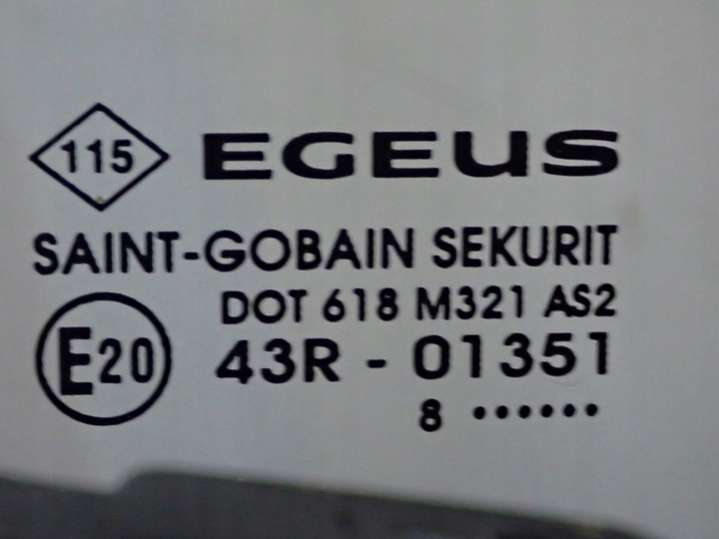 115 EGEUS
SAINT-GOBAIN SEKURIT
DOT 618 M321 AS2
E20 43R - 01351
8 ••••••